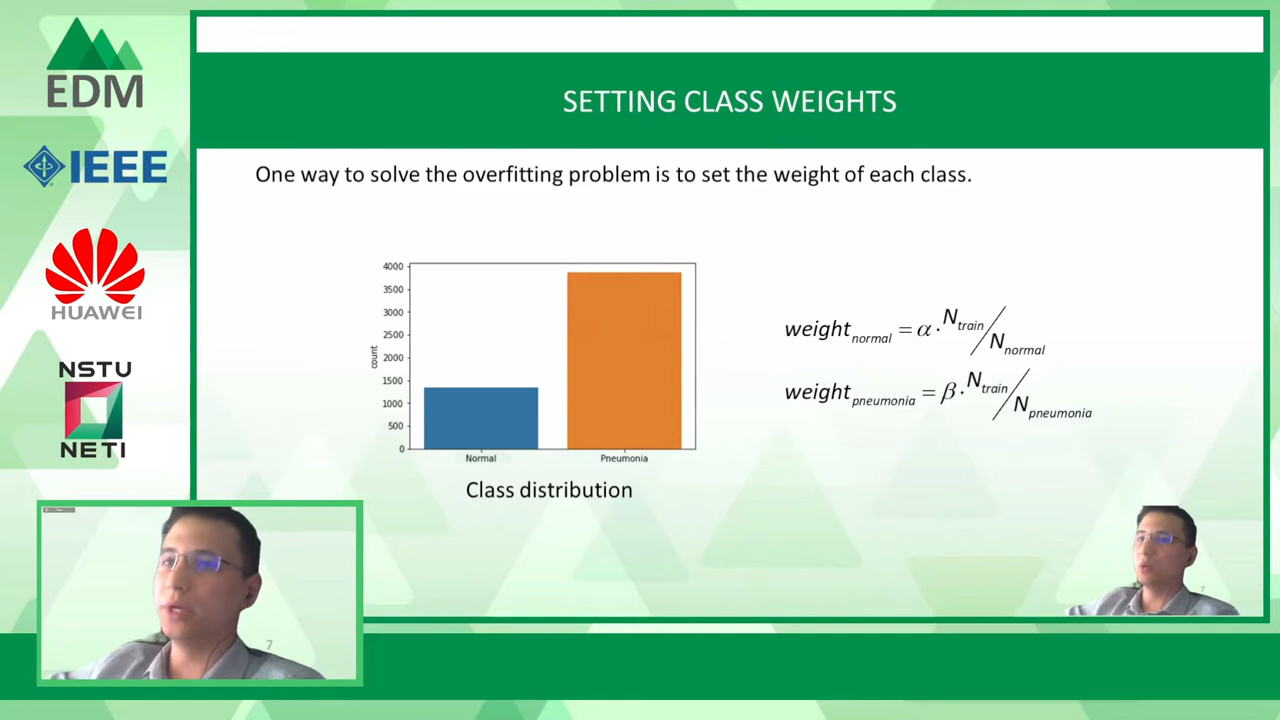 EDM
IEEE
HUAWEI
NSTU
NETI
SETTING CLASS WEIGHTS
One way to solve the overfitting problem is to set the weight of each class.
4000
3500
3000
2500
2000
1500
1000
500
0
count
Normal
Pneumonia
Class distribution
weight_normal = α · N_train / N_normal
weight_pneumonia = β · N_train / N_pneumonia
7
7